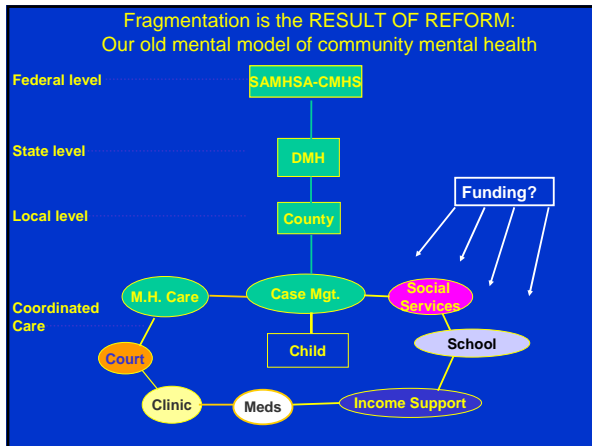 Fragmentation is the RESULT OF REFORM:
Our old mental model of community mental health
Federal level
SAMHSA-CMHS
State level
DMH
Funding?
Local level
County
M.H. Care
Case Mgt.
Social
Services
Coordinated
Care
Child
School
Court
Clinic
Meds
Income Support